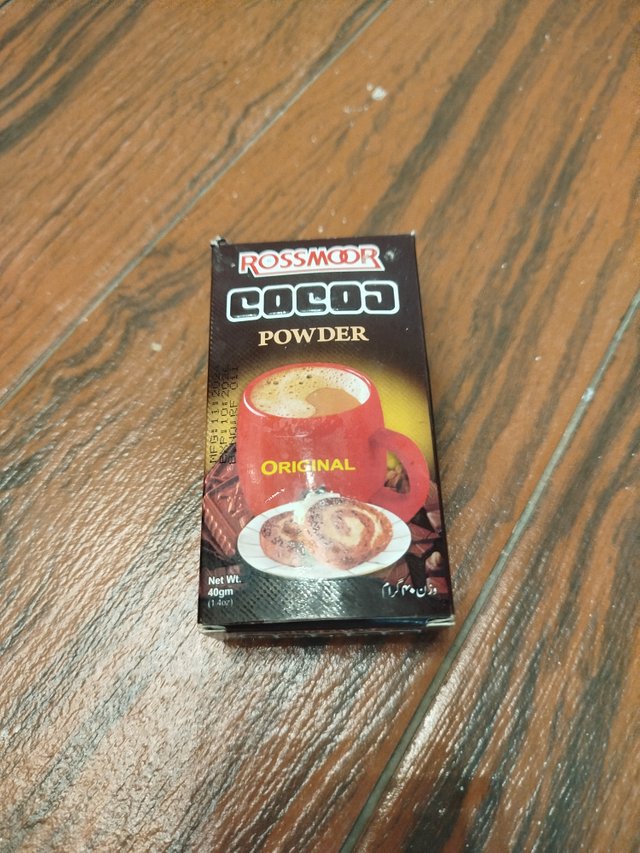 ROSSMOOR
COCOA
POWDER
ORIGINAL
Net Wt.
40gm
(1.4oz)
وزن ۴۰ گرام